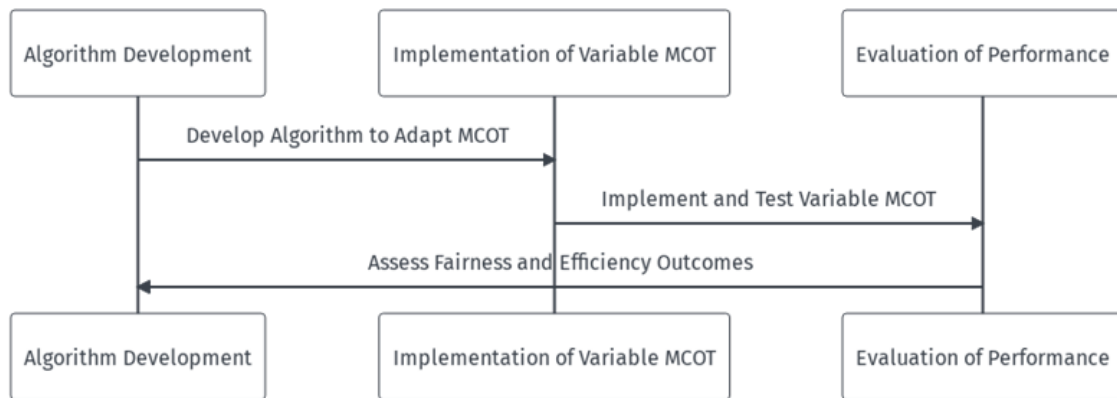 Algorithm Development
Implementation of Variable MCOT
Evaluation of Performance
Develop Algorithm to Adapt MCOT
Implement and Test Variable MCOT
Assess Fairness and Efficiency Outcomes
Algorithm Development
Implementation of Variable MCOT
Evaluation of Performance